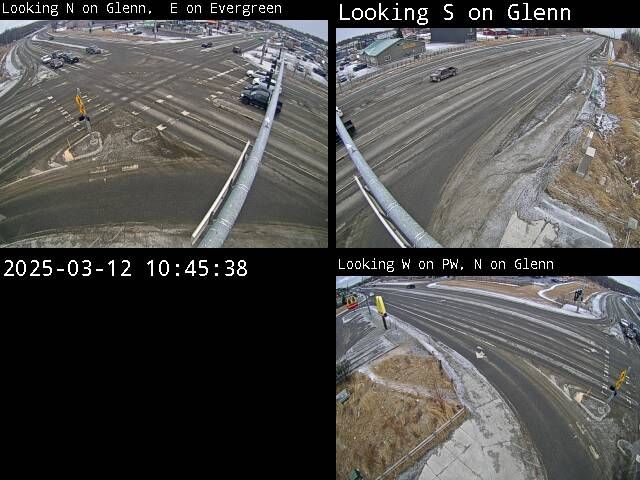 Looking N on Glenn,  E on Evergreen
Looking S on Glenn
2025-03-12 10:45:38
Looking W on PW, N on Glenn